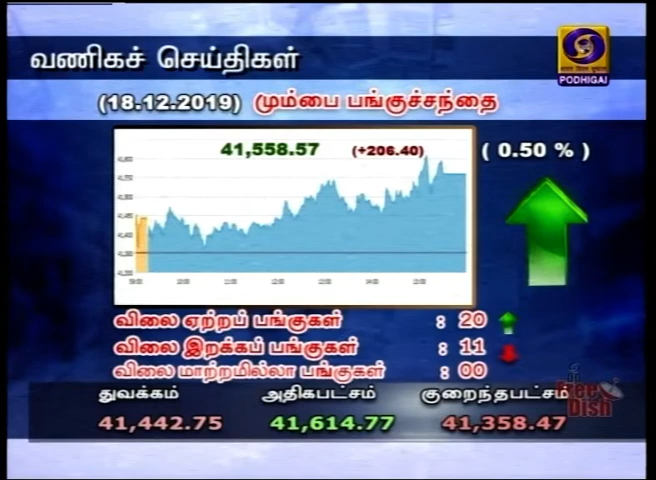 வணிகச் செய்திகள்
PODHIGAI
(18.12.2019) மும்பை பங்குச்சந்தை
41,558.57 (+206.40) ( 0.50 %)
விலை ஏற்றப் பங்குகள் : 20
விலை இறக்கப் பங்குகள் : 11
விலை மாற்றமில்லா பங்குகள் : 00
துவக்கம் அதிகபட்சம் குறைந்தபட்சம்
Free Dish
41,442.75 41,614.77 41,358.47